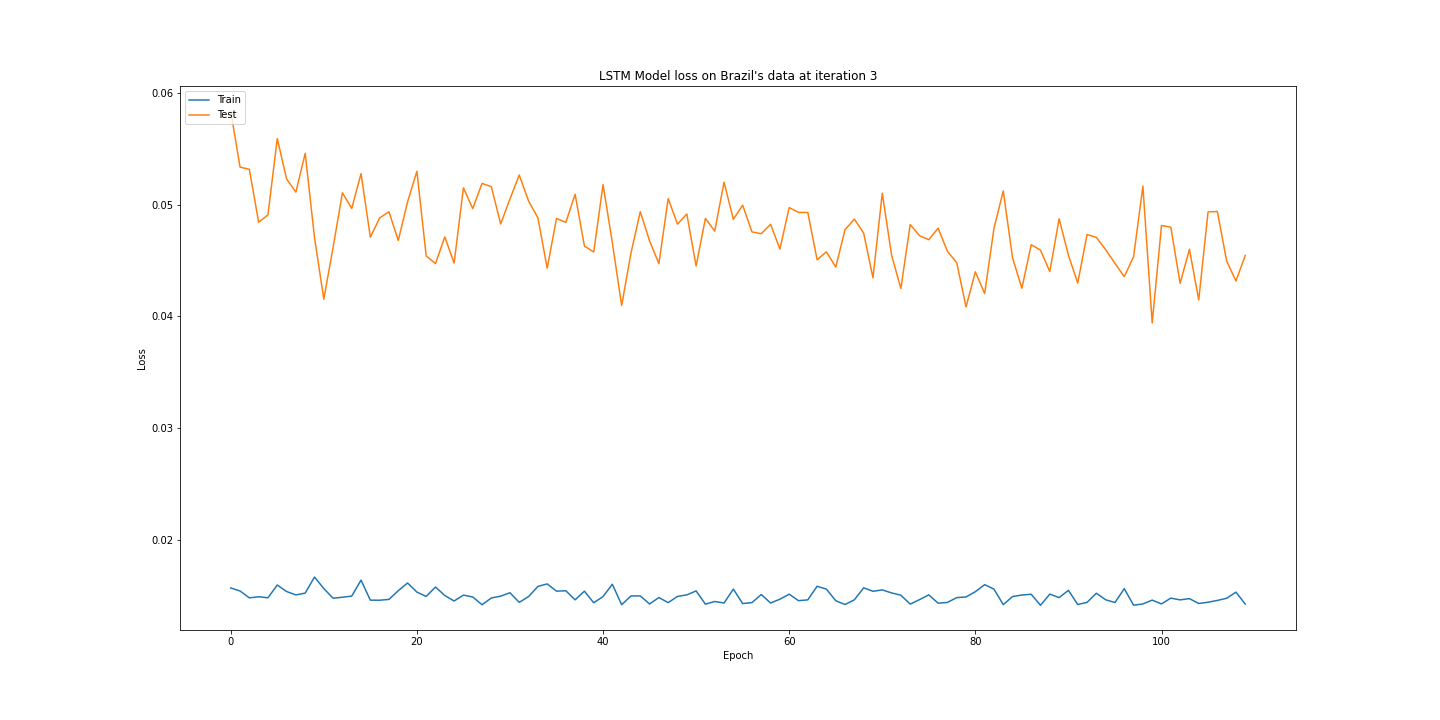 LSTM Model loss on Brazil's data at iteration 3
Train
Test
0.06
0.05
0.04
0.03
0.02
Loss
0 20 40 60 80 100
Epoch